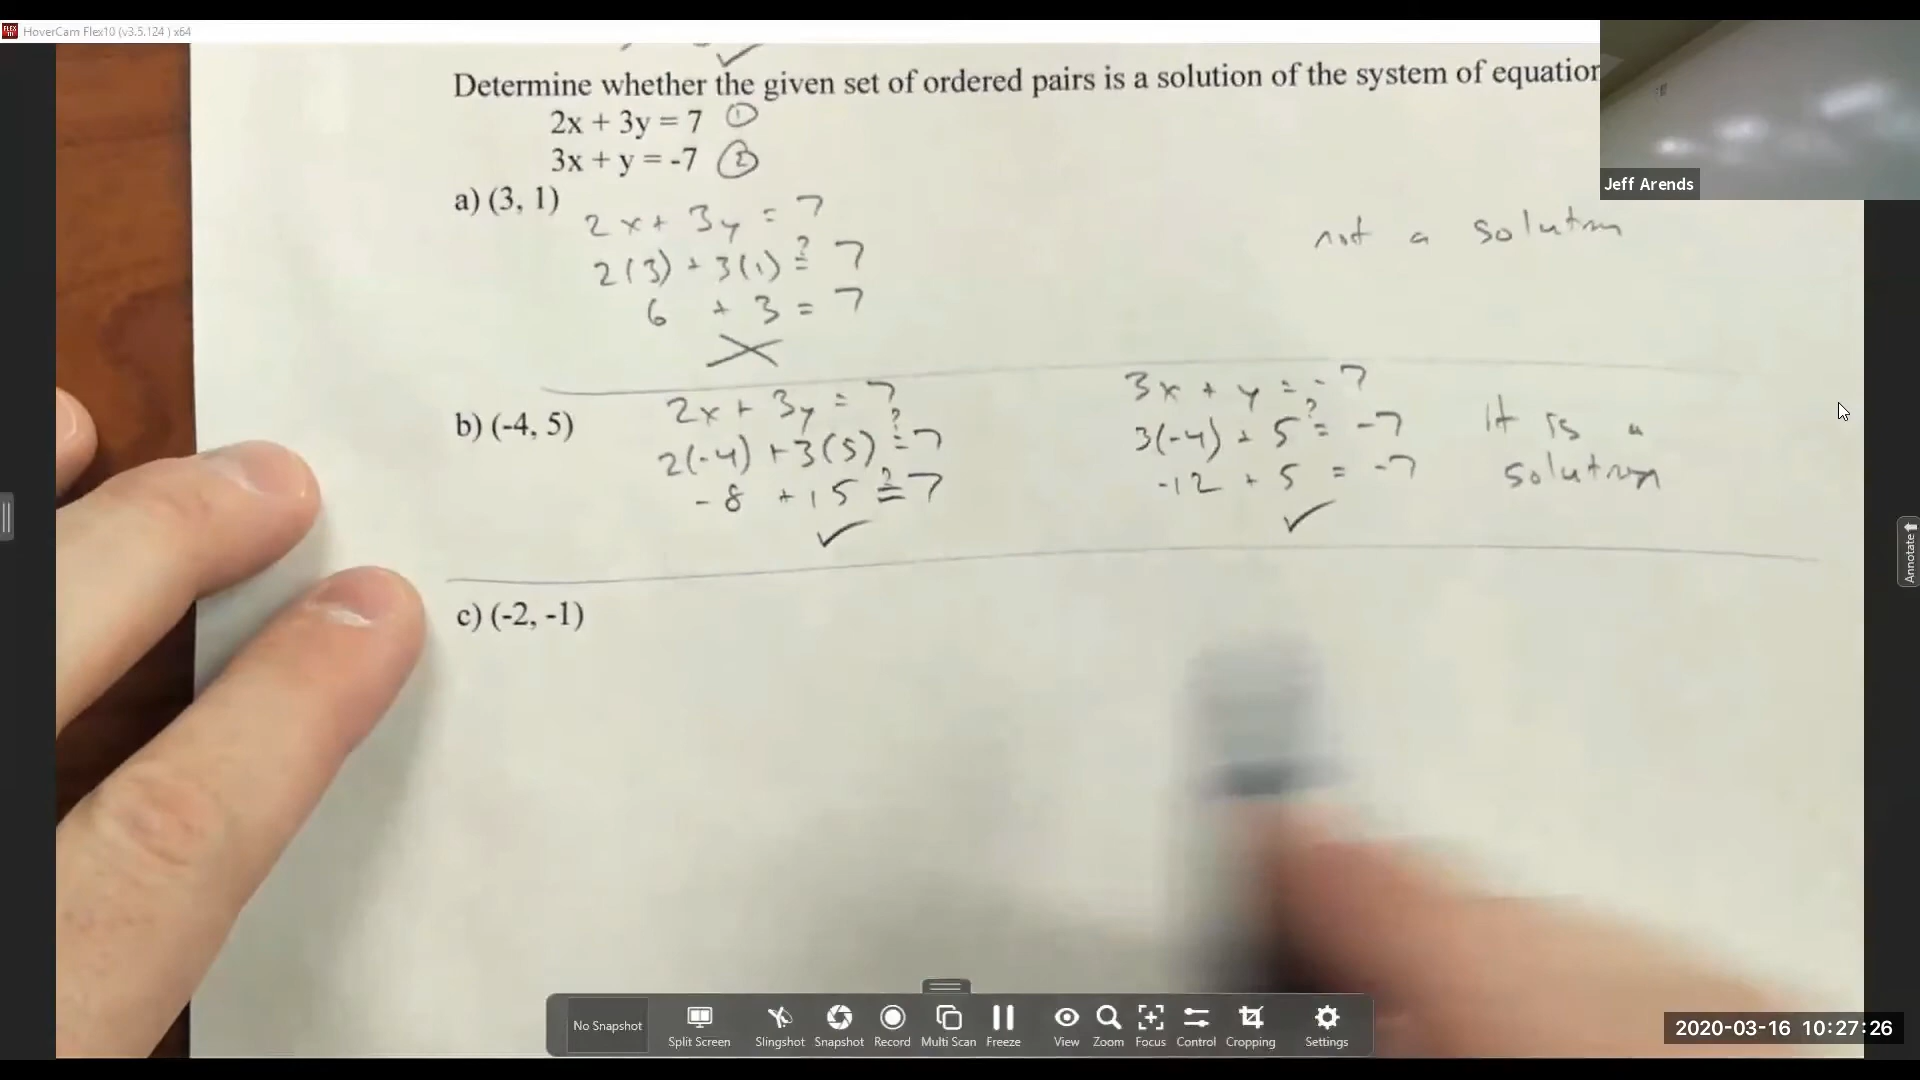 HoverCam Flex10 (v3.5.124 ) x64
Determine whether the given set of ordered pairs is a solution of the system of equation
2x + 3y = 7 ①
3x + y = -7 ②
a) (3, 1)
2x + 3y = 7
2(3) + 3(1) ≟ 7
6 + 3 = 7
not a solution
b) (-4, 5)
2x + 3y = 7
2(-4) + 3(5) ≟ 7
-8 + 15 ≟ 7
✓
3x + y = -7
3(-4) + 5 ≟ -7
-12 + 5 = -7
✓
it is a
solution
c) (-2, -1)
Jeff Arends
Annotate
No Snapshot
Split Screen
Slingshot
Snapshot
Record
Multi Scan
Freeze
View
Zoom
Focus
Control
Cropping
Settings
2020-03-16 10:27:26